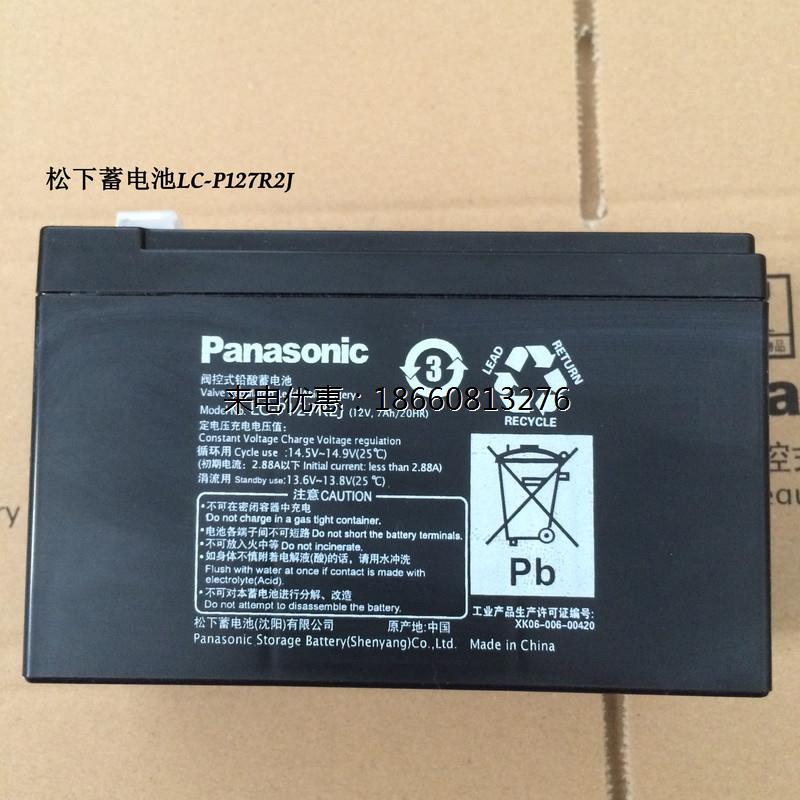 松下蓄电池LC-P127R2J
Panasonic
3
LEAD
RETURN
RECYCLE
阀控式铅酸蓄电池
Valve
来电优惠：18660813276
Model (12V, 7Ah/20HR)
定电压充电电压值:
Constant Voltage Charge Voltage regulation
循环用 Cycle use :14.5V~14.9V(25℃)
(初期电流: 2.88A以下 Initial current: less than 2.88A)
涓流用 Standby use:13.6V~13.8V(25℃)
注意CAUTION
•不可在密闭容器中充电
Do not charge in a gas tight container.
•电池各端子间不可短路 Do not short the battery terminals.
•不可放入火中等 Do not incinerate.
•如身体不慎附着电解液(酸)的话，请用水冲洗
Flush with water at once if contact is made with
electrolyte(Acid).
•不可对本蓄电池进行分解、改造
Do not attempt to disassemble the battery.
Pb
工业产品生产许可证编号:
XK06-006-00420
松下蓄电池(沈阳)有限公司 原产地:中国
Panasonic Storage Battery(Shenyang)Co.,Ltd. Made in China